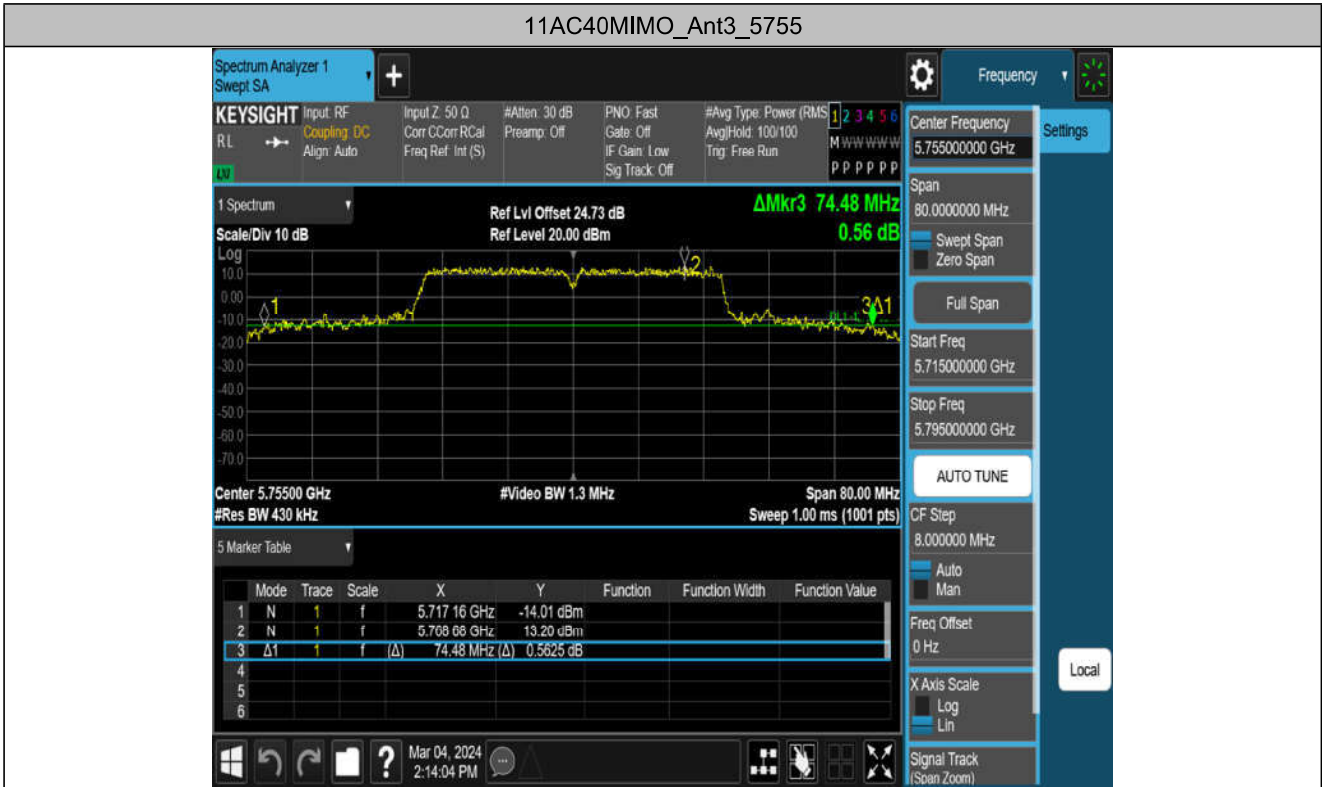 11AC40MIMO_Ant3_5755
Spectrum Analyzer 1
Swept SA
+
Frequency
KEYSIGHT
RL
LXI
Input: RF
Coupling: DC
Align: Auto
Input Z: 50 Ω
Corr CCorr RCal
Freq Ref: Int (S)
#Atten: 30 dB
Preamp: Off
PNO: Fast
Gate: Off
IF Gain: Low
Sig Track: Off
#Avg Type: Power (RMS
Avg|Hold: 100/100
Trig: Free Run
1 2 3 4 5 6
M W W W W W
P P P P P P
1 Spectrum
Scale/Div 10 dB
Ref Lvl Offset 24.73 dB
Ref Level 20.00 dBm
ΔMkr3 74.48 MHz
0.56 dB
Log
10.0
0.00
-10.0
-20.0
-30.0
-40.0
-50.0
-60.0
-70.0
1
2
3Δ1
Center 5.75500 GHz
#Res BW 430 kHz
#Video BW 1.3 MHz
Span 80.00 MHz
Sweep 1.00 ms (1001 pts)
5 Marker Table
Mode Trace Scale X Y Function Function Width Function Value
1 N 1 f 5.717 16 GHz -14.01 dBm
2 N 1 f 5.768 68 GHz 13.20 dBm
3 Δ1 1 f (Δ) 74.48 MHz (Δ) 0.5625 dB
4
5
6
Mar 04, 2024
2:14:04 PM
?
Center Frequency
5.755000000 GHz
Settings
Span
80.0000000 MHz
Swept Span
Zero Span
Full Span
Start Freq
5.715000000 GHz
Stop Freq
5.795000000 GHz
AUTO TUNE
CF Step
8.000000 MHz
Auto
Man
Freq Offset
0 Hz
X Axis Scale
Log
Lin
Local
Signal Track
(Span Zoom)